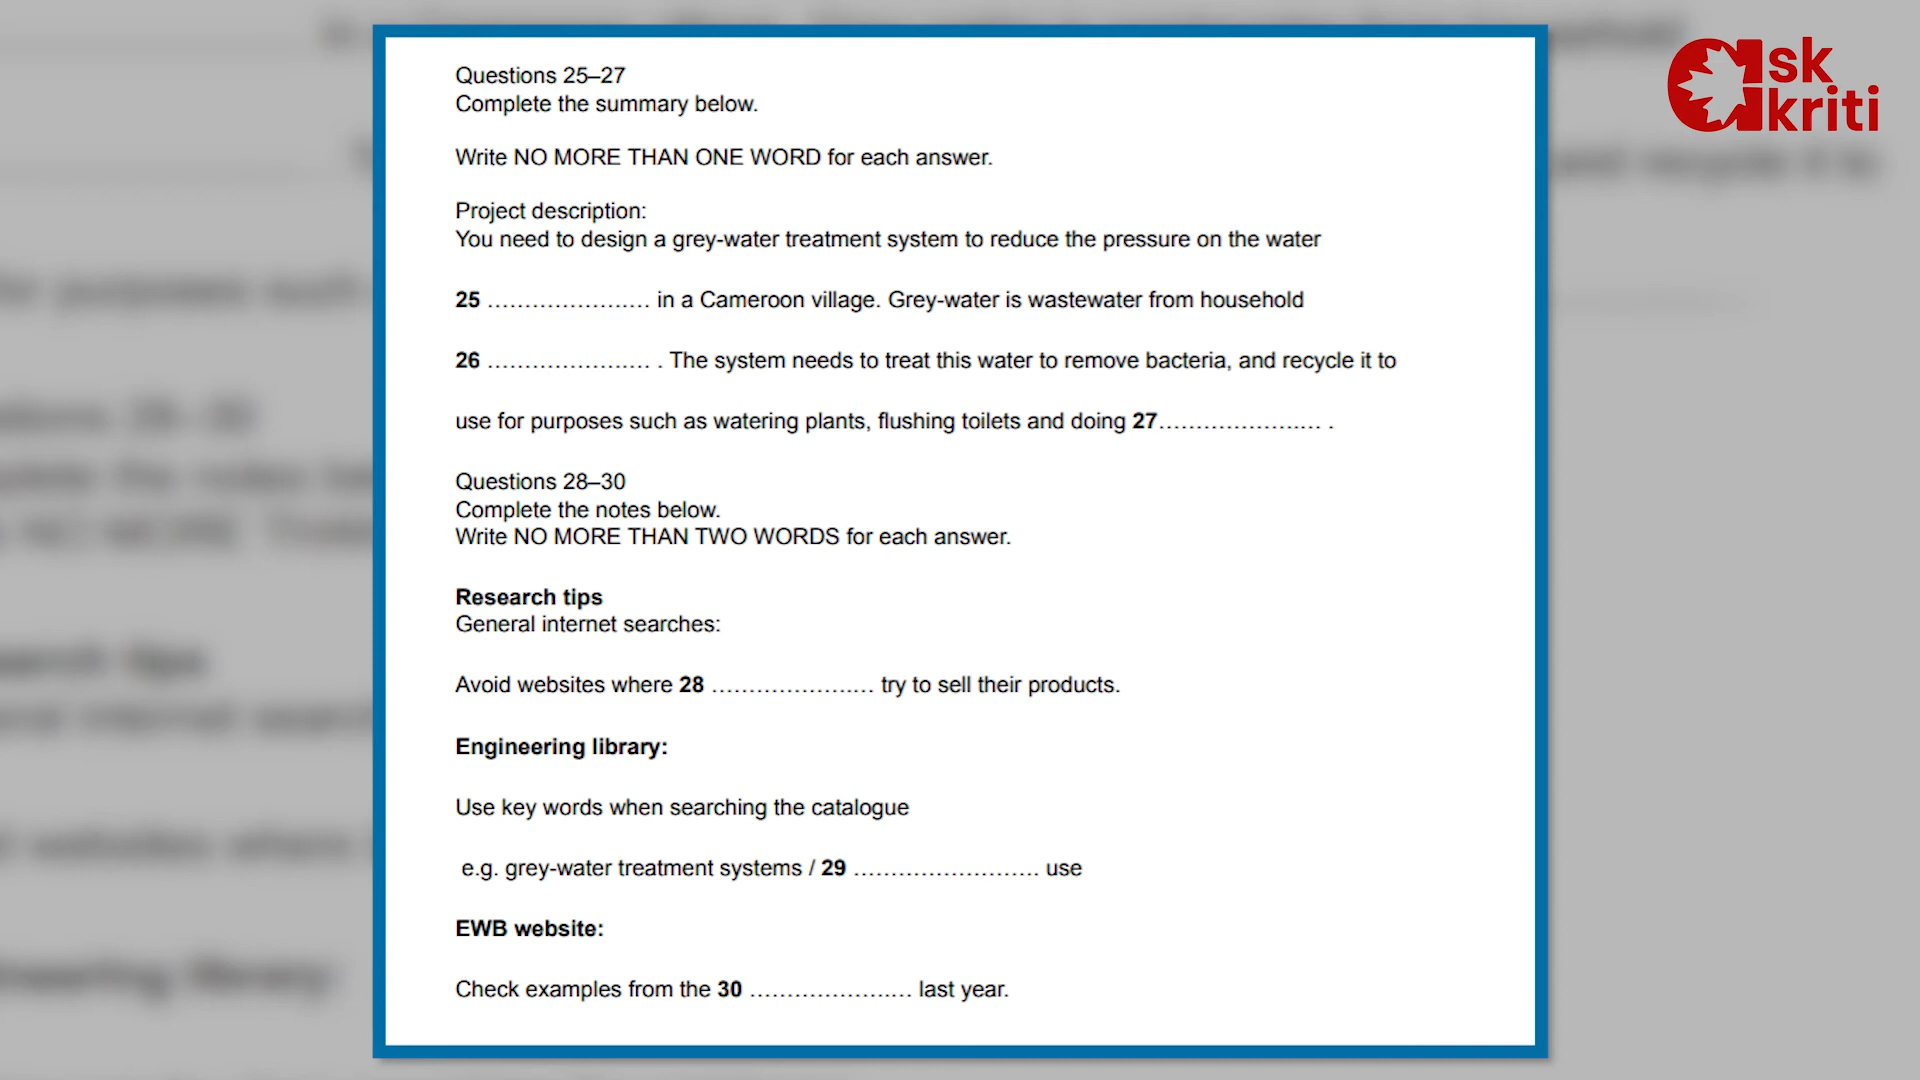 ask
kriti
Questions 25–27
Complete the summary below.
Write NO MORE THAN ONE WORD for each answer.
Project description:
You need to design a grey-water treatment system to reduce the pressure on the water
25 ...................... in a Cameroon village. Grey-water is wastewater from household
26 ...................... . The system needs to treat this water to remove bacteria, and recycle it to
use for purposes such as watering plants, flushing toilets and doing 27...................... .
Questions 28–30
Complete the notes below.
Write NO MORE THAN TWO WORDS for each answer.
Research tips
General internet searches:
Avoid websites where 28 ...................... try to sell their products.
Engineering library:
Use key words when searching the catalogue
e.g. grey-water treatment systems / 29 ......................... use
EWB website:
Check examples from the 30 ...................... last year.